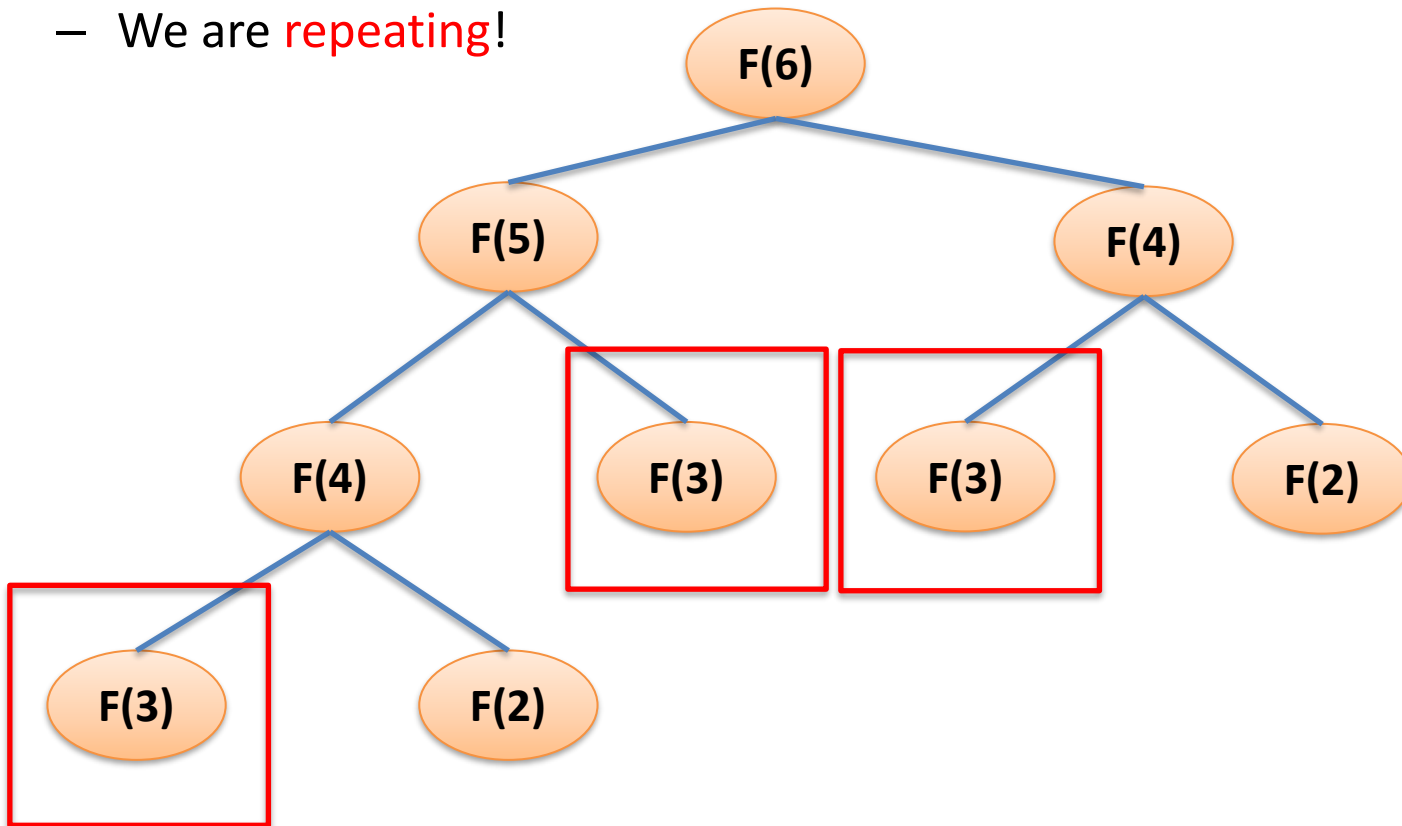 – We are repeating!
F(6)
F(5)
F(4)
F(4)
F(3)
F(3)
F(2)
F(3)
F(2)